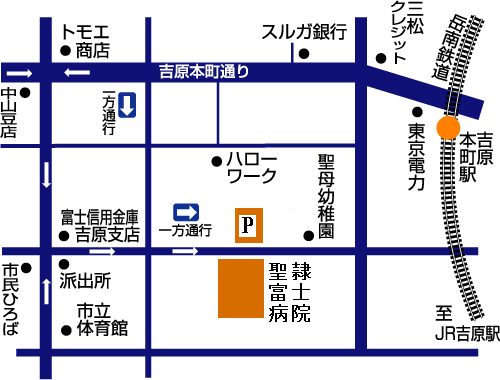 トモエ
商店
スルガ銀行
三松
クレジット
岳南鉄道
吉原本町通り
中山豆店
一方
通行
吉原
本町駅
東京電力
ハロー
ワーク
聖母幼稚園
富士信用金庫
吉原支店
一方通行
P
派出所
市民ひろば
市立
体育館
隷士院
聖富病
至
JR吉原駅